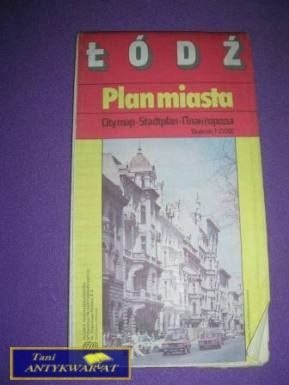 ŁÓDŹ
Plan miasta
City map - Stadtplan - План города
Tani
ANTYKWARIAT